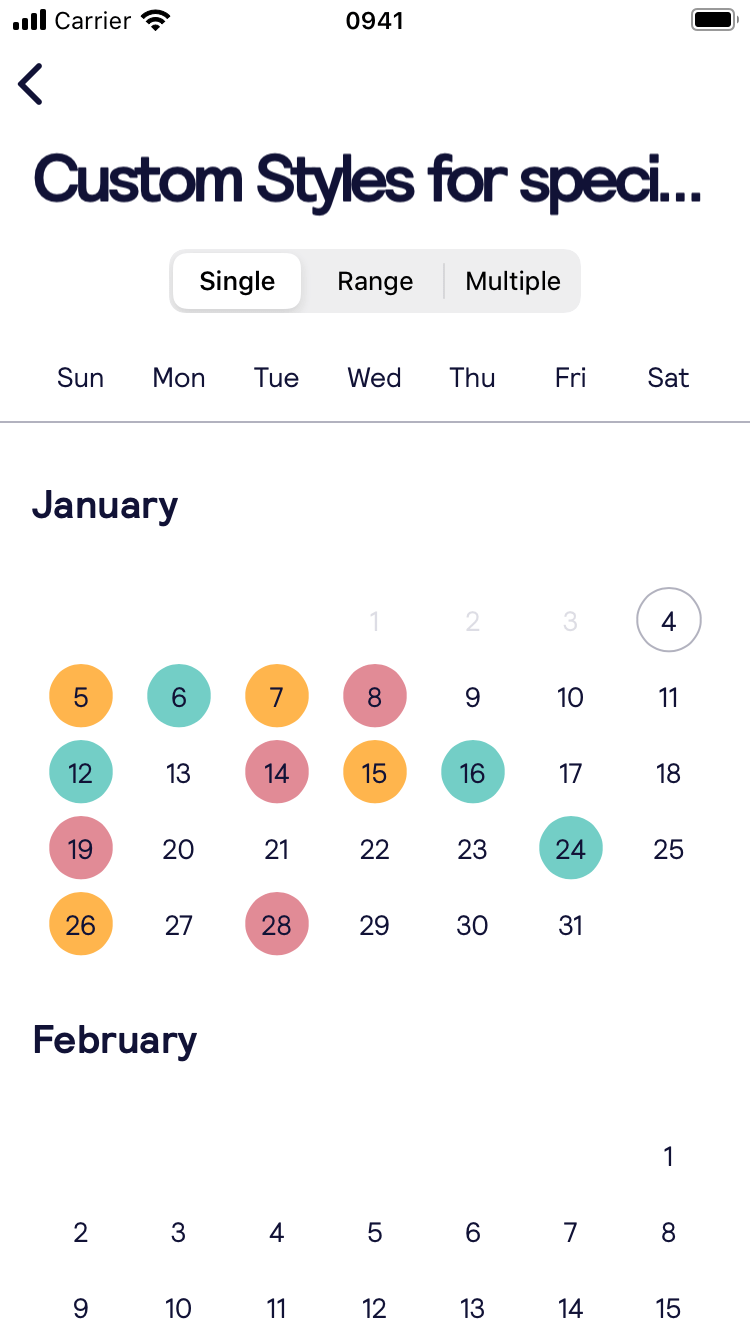 Carrier 0941
Custom Styles for speci...
Single Range Multiple
Sun Mon Tue Wed Thu Fri Sat
January
1 2 3 4
5 6 7 8 9 10 11
12 13 14 15 16 17 18
19 20 21 22 23 24 25
26 27 28 29 30 31
February
1
2 3 4 5 6 7 8
9 10 11 12 13 14 15